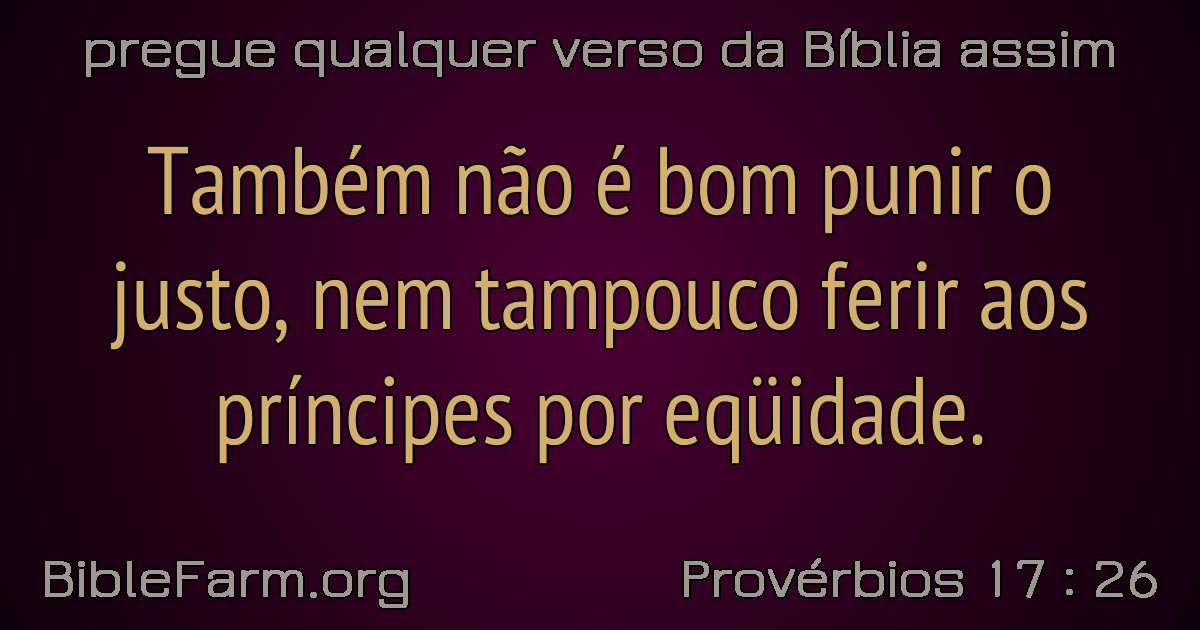 pregue qualquer verso da Bíblia assim
Também não é bom punir o
justo, nem tampouco ferir aos
príncipes por eqüidade.
BibleFarm.org
Provérbios 17 : 26